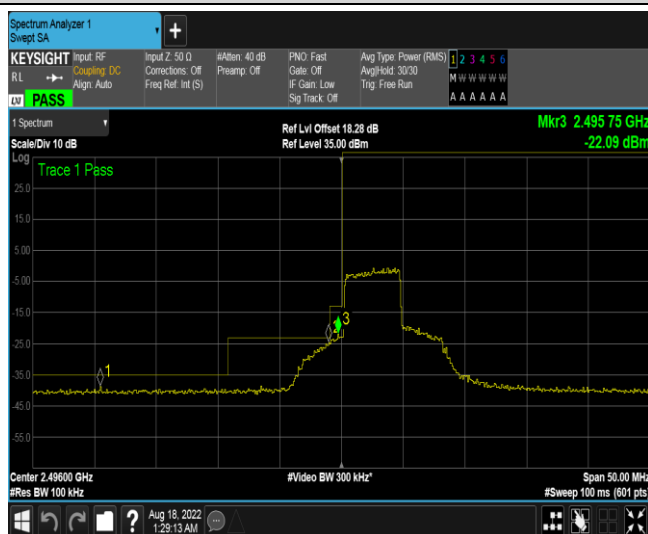 Spectrum Analyzer 1
Swept SA
+
KEYSIGHT
RL
LXI PASS
Input: RF
Coupling: DC
Align: Auto
Input Z: 50 Ω
Corrections: Off
Freq Ref: Int (S)
#Atten: 40 dB
Preamp: Off
PNO: Fast
Gate: Off
IF Gain: Low
Sig Track: Off
Avg Type: Power (RMS)
Avg|Hold: 30/30
Trig: Free Run
1 2 3 4 5 6
M W W W W W
A A A A A A
1 Spectrum
Scale/Div 10 dB
Ref Lvl Offset 18.28 dB
Ref Level 35.00 dBm
Mkr3 2.495 75 GHz
-22.09 dBm
Log
Trace 1 Pass
25.0
15.0
5.00
-5.00
-15.0
-25.0
-35.0
-45.0
-55.0
1
2
3
Center 2.49600 GHz
#Res BW 100 kHz
#Video BW 300 kHz*
Span 50.00 MHz
#Sweep 100 ms (601 pts)
?
Aug 18, 2022
1:29:13 AM